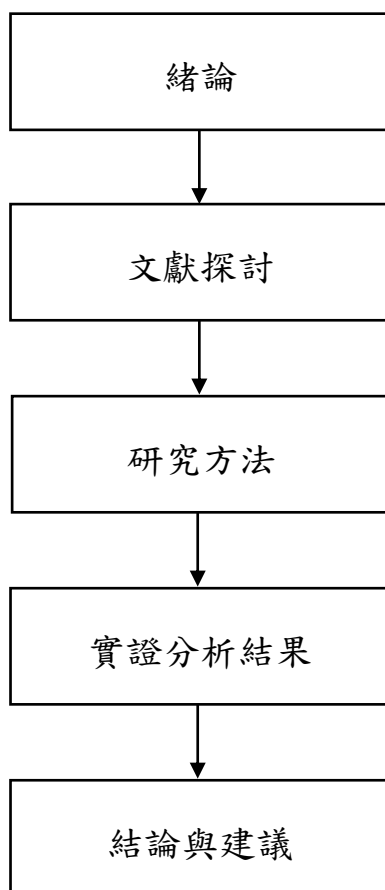 緒論
文獻探討
研究方法
實證分析結果
結論與建議